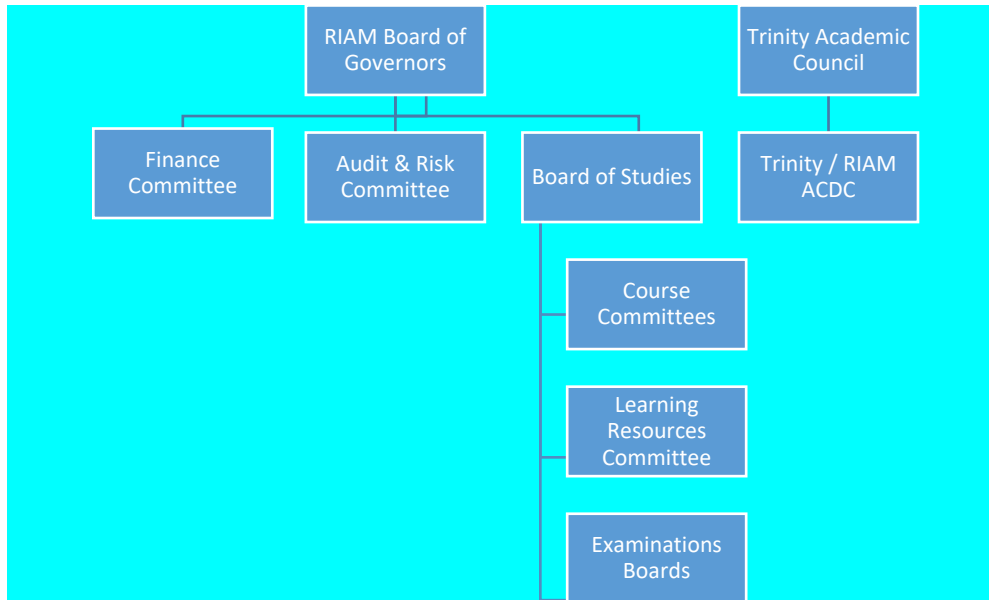 RIAM Board of
Governors
Trinity Academic
Council
Finance
Committee
Audit & Risk
Committee
Board of Studies
Trinity / RIAM
ACDC
Course
Committees
Learning
Resources
Committee
Examinations
Boards